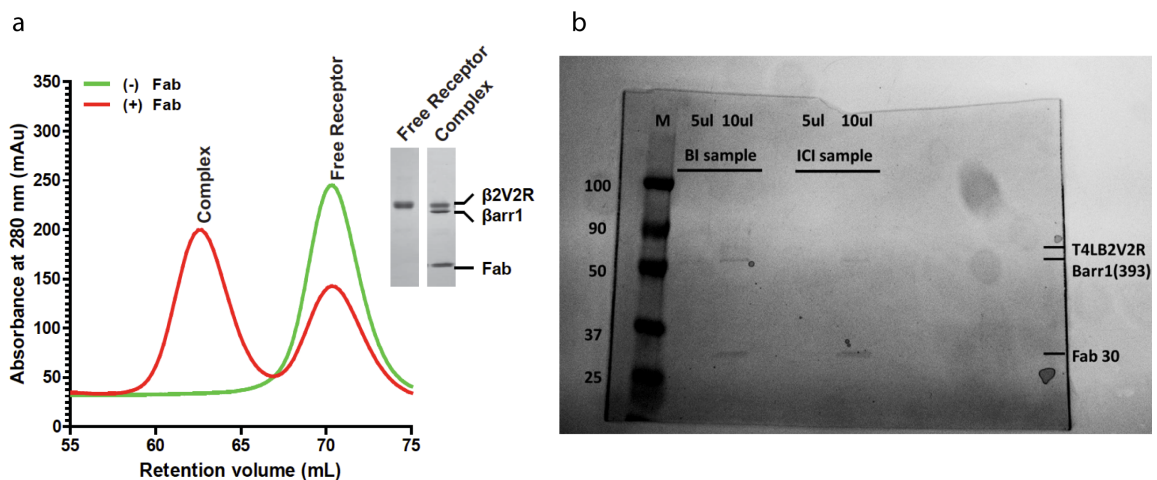 a
350
300
250
200
150
100
50
0
Absorbance at 280 nm (mAu)
(-) Fab
(+) Fab
Complex
Free Receptor
55
60
65
70
75
Retention volume (mL)
Free Receptor
Complex
β2V2R
βarr1
Fab
b
M
5ul 10ul
5ul 10ul
BI sample
ICI sample
100
90
50
37
25
T4LB2V2R
Barr1(393)
Fab 30